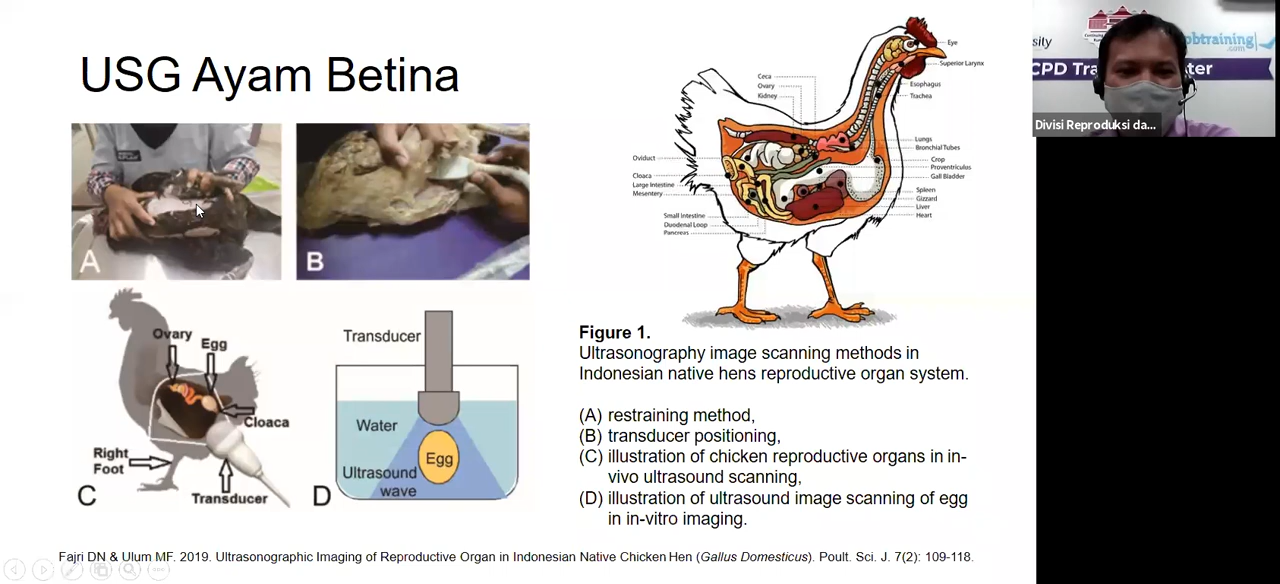 USG Ayam Betina
A
B
Ovary
Egg
Cloaca
Right
Foot
Transducer
C
Transducer
Water
Egg
Ultrasound
wave
D
Eye
Superior Larynx
Esophagus
Trachea
Ceca
Ovary
Kidney
Lungs
Bronchial Tubes
Crop
Proventriculus
Gall Bladder
Spleen
Gizzard
Liver
Heart
Oviduct
Cloaca
Large Intestine
Mesentery
Small Intestine
Duodenal Loop
Pancreas
Figure 1.
Ultrasonography image scanning methods in
Indonesian native hens reproductive organ system.
(A) restraining method,
(B) transducer positioning,
(C) illustration of chicken reproductive organs in in-
vivo ultrasound scanning,
(D) illustration of ultrasound image scanning of egg
in in-vitro imaging.
Fajri DN & Ulum MF. 2019. Ultrasonographic Imaging of Reproductive Organ in Indonesian Native Chicken Hen (Gallus Domesticus). Poult. Sci. J. 7(2): 109-118.
sity
obtraining
.com
CPD Tra ter
Divisi Reproduksi da...